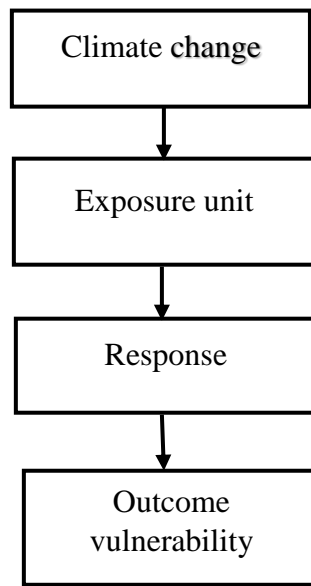 Climate change
Exposure unit
Response
Outcome
vulnerability